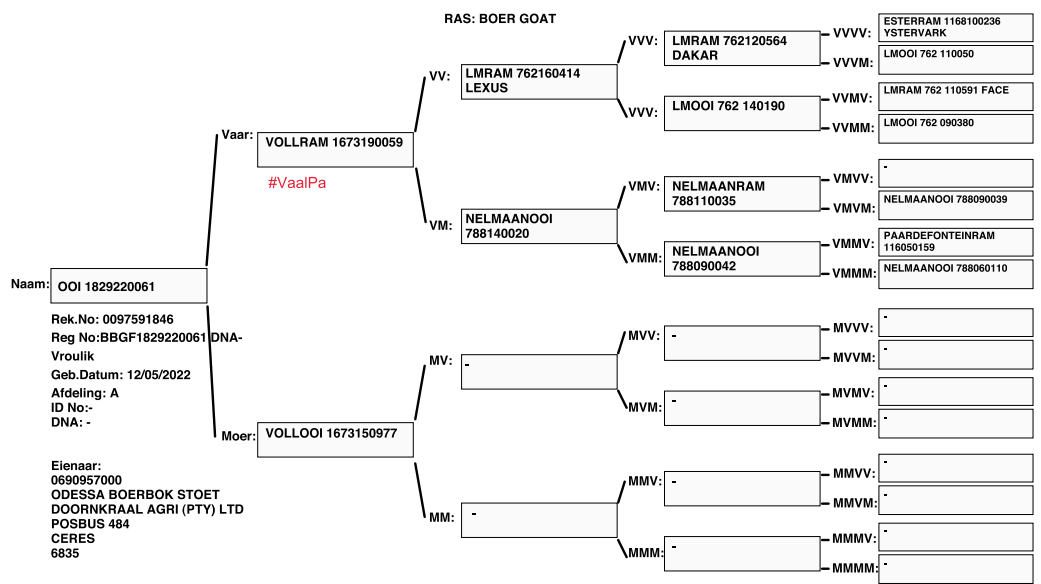 RAS: BOER GOAT
Naam:
OOI 1829220061
Rek.No: 0097591846
Reg No:BBGF1829220061 DNA-
Vroulik
Geb.Datum: 12/05/2022
Afdeling: A
ID No:-
DNA: -
Eienaar:
0690957000
ODESSA BOERBOK STOET
DOORNKRAAL AGRI (PTY) LTD
POSBUS 484
CERES
6835
Vaar:
VOLLRAM 1673190059
#VaalPa
Moer:
VOLLOOI 1673150977
VV:
LMRAM 762160414
LEXUS
VM:
NELMAANOOI
788140020
MV:
-
MM:
-
VVV:
LMRAM 762120564
DAKAR
VVV:
LMOOI 762 140190
VMV:
NELMAANRAM
788110035
VMM:
NELMAANOOI
788090042
MVV:
-
MVM:
-
MMV:
-
MMM:
-
VVVV:
ESTERRAM 1168100236
YSTERVARK
VVVM:
LMOOI 762 110050
VVMV:
LMRAM 762 110591 FACE
VVMM:
LMOOI 762 090380
VMVV:
-
VMVM:
NELMAANOOI 788090039
VMMV:
PAARDEFONTEINRAM
116050159
VMMM:
NELMAANOOI 788060110
MVVV:
-
MVVM:
-
MVMV:
-
MVMM:
-
MMVV:
-
MMVM:
-
MMMV:
-
MMMM:
-